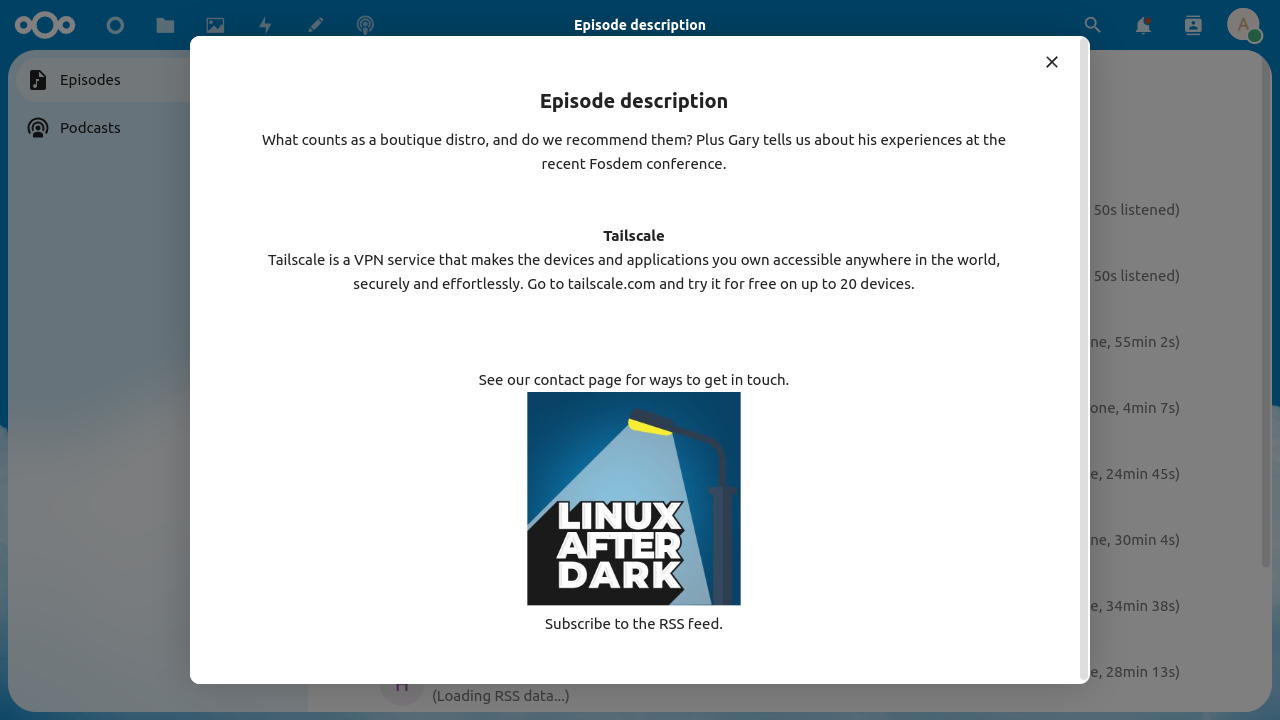 Episode description
A
Episodes
Podcasts
Episode description
What counts as a boutique distro, and do we recommend them? Plus Gary tells us about his experiences at the
recent Fosdem conference.
Tailscale
Tailscale is a VPN service that makes the devices and applications you own accessible anywhere in the world,
securely and effortlessly. Go to tailscale.com and try it for free on up to 20 devices.
See our contact page for ways to get in touch.
LINUX
AFTER
DARK
Subscribe to the RSS feed.
50s listened)
50s listened)
55min 2s)
4min 7s)
24min 45s)
30min 4s)
34min 38s)
28min 13s)
(Loading RSS data...)